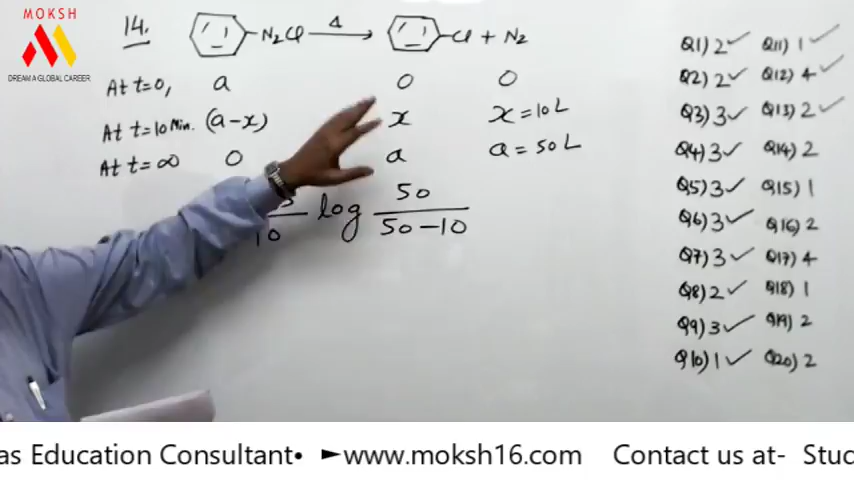 MOKSH
DREAM A GLOBAL CAREER
14. N₂Cl Δ Cl + N₂
At t=0, a 0 0
At t=10 Min. (a-x) x x = 10L
At t=∞ 0 a a = 50L
10 log 50 / 50-10
Q1) 2✓ Q11) 1✓
Q2) 2✓ Q12) 4✓
Q3) 3✓ Q13) 2✓
Q4) 3✓ Q14) 2
Q5) 3✓ Q15) 1
Q6) 3✓ Q16) 2
Q7) 3✓ Q17) 4
Q8) 2✓ Q18) 1
Q9) 3✓ Q19) 2
Q10) 1✓ Q20) 2
as Education Consultant• ►www.moksh16.com Contact us at- Stud